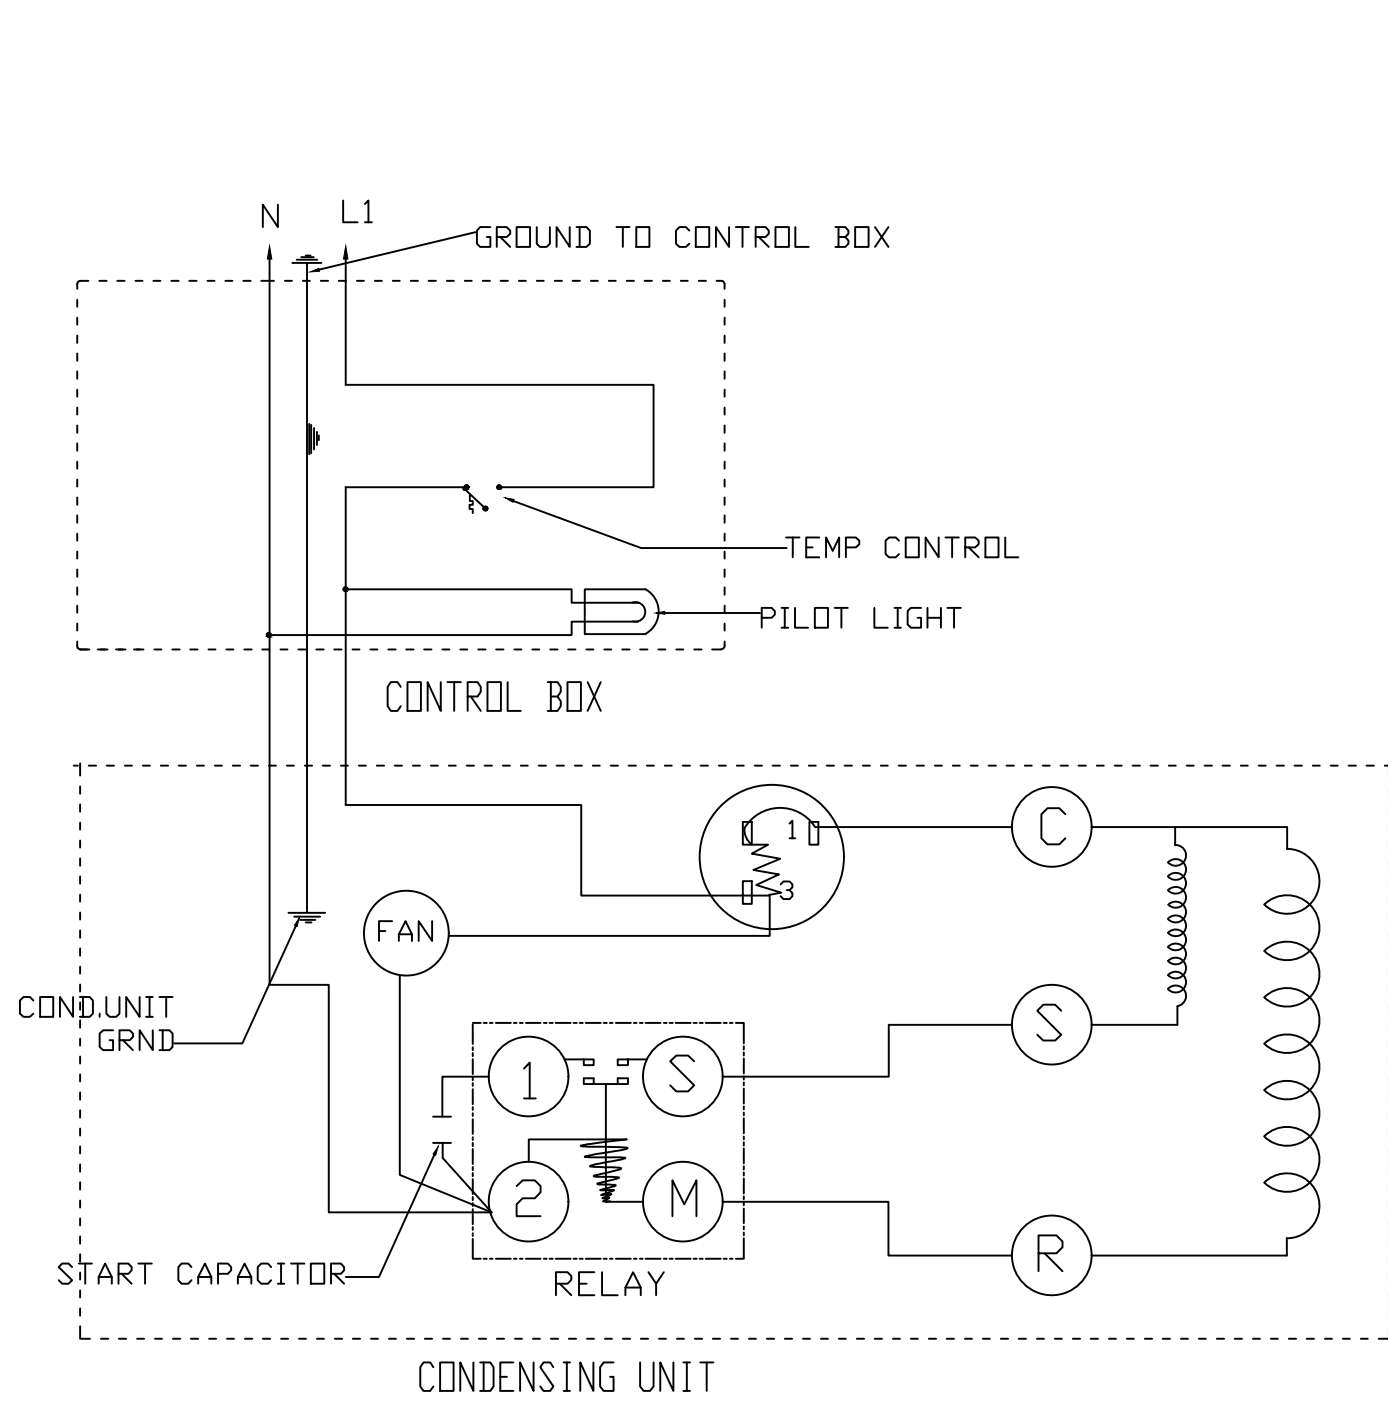 N L1
GROUND TO CONTROL BOX
TEMP CONTROL
PILOT LIGHT
CONTROL BOX
1
C
3
FAN
COND.UNIT
GRND
S
1 S
2 M
R
START CAPACITOR
RELAY
CONDENSING UNIT